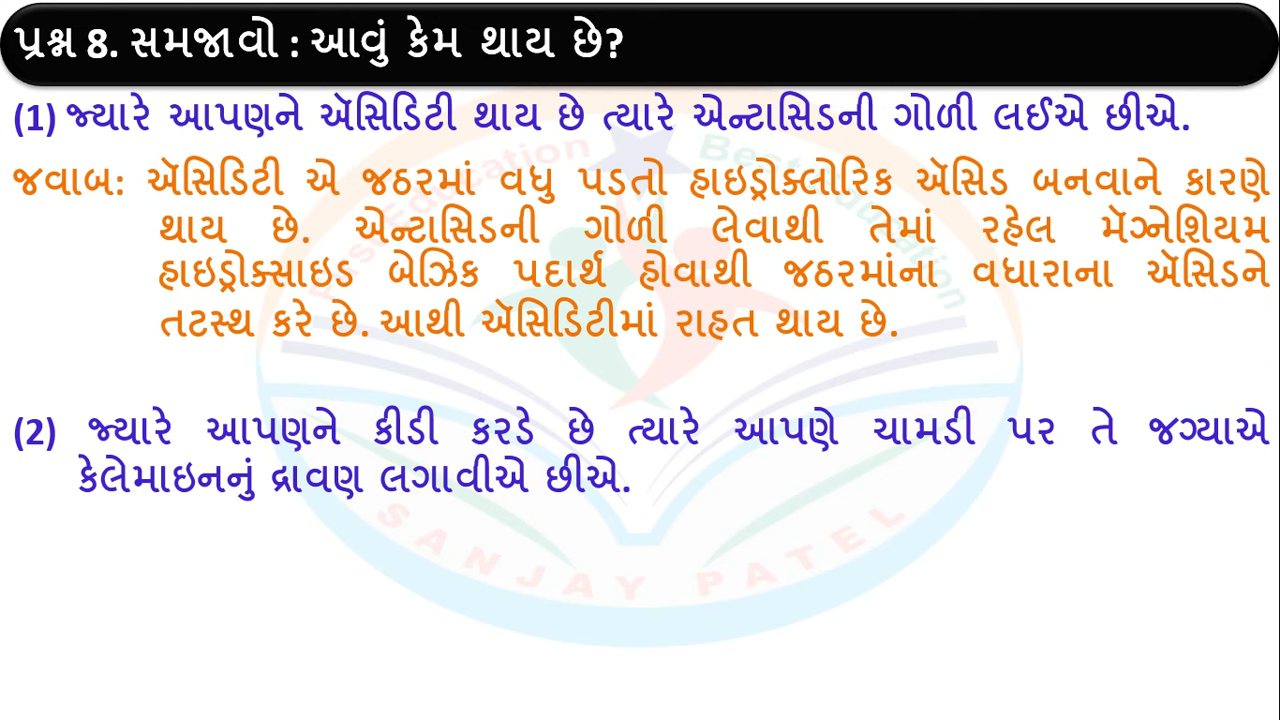 પ્રશ્ન 8. સમજાવો : આવું કેમ થાય છે?
(1) જ્યારે આપણને ઍસિડિટી થાય છે ત્યારે એન્ટાસિડની ગોળી લઈએ છીએ.
જવાબ: ઍસિડિટી એ જઠરમાં વધુ પડતો હાઇડ્રોક્લોરિક ઍસિડ બનવાને કારણે
થાય છે. એન્ટાસિડની ગોળી લેવાથી તેમાં રહેલ મૅગ્નેશિયમ
હાઇડ્રોક્સાઇડ બેઝિક પદાર્થ હોવાથી જઠરમાંના વધારાના ઍસિડને
તટસ્થ કરે છે. આથી ઍસિડિટીમાં રાહત થાય છે.
(2) જ્યારે આપણને કીડી કરડે છે ત્યારે આપણે ચામડી પર તે જગ્યાએ
કેલેમાઇનનું દ્રાવણ લગાવીએ છીએ.
SANJAY PATEL